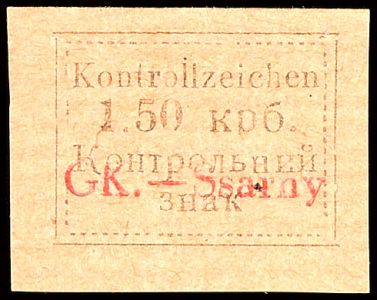 Kontrollzeichen
1.50 крб.
Контрольний
GK. — Ssarny
знак